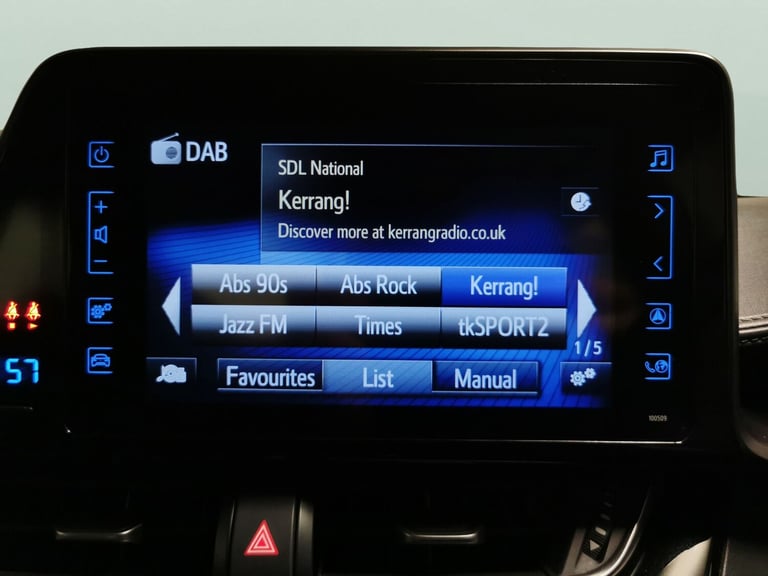 DAB
SDL National
Kerrang!
Discover more at kerrangradio.co.uk
Abs 90s Abs Rock Kerrang!
Jazz FM Times tkSPORT2
1/5
Favourites List Manual
57
100509